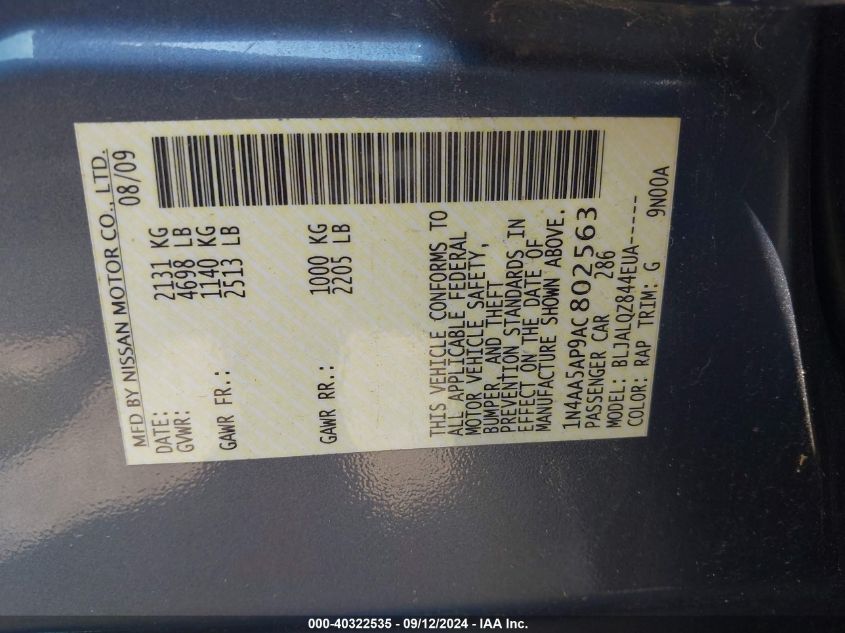 MFD BY NISSAN MOTOR CO., LTD.
DATE: 08/09
GVWR: 2131 KG
4698 LB
GAWR FR.: 1140 KG
2513 LB
GAWR RR.: 1000 KG
2205 LB
THIS VEHICLE CONFORMS TO
ALL APPLICABLE FEDERAL
MOTOR VEHICLE SAFETY,
BUMPER, AND THEFT
PREVENTION STANDARDS IN
EFFECT ON THE DATE OF
MANUFACTURE SHOWN ABOVE.
1N4AA5AP9AC802563
PASSENGER CAR 286
MODEL: BLJALQZ844EUA-----
COLOR: RAP TRIM: G 9N00A
000-40322535 - 09/12/2024 - IAA Inc.